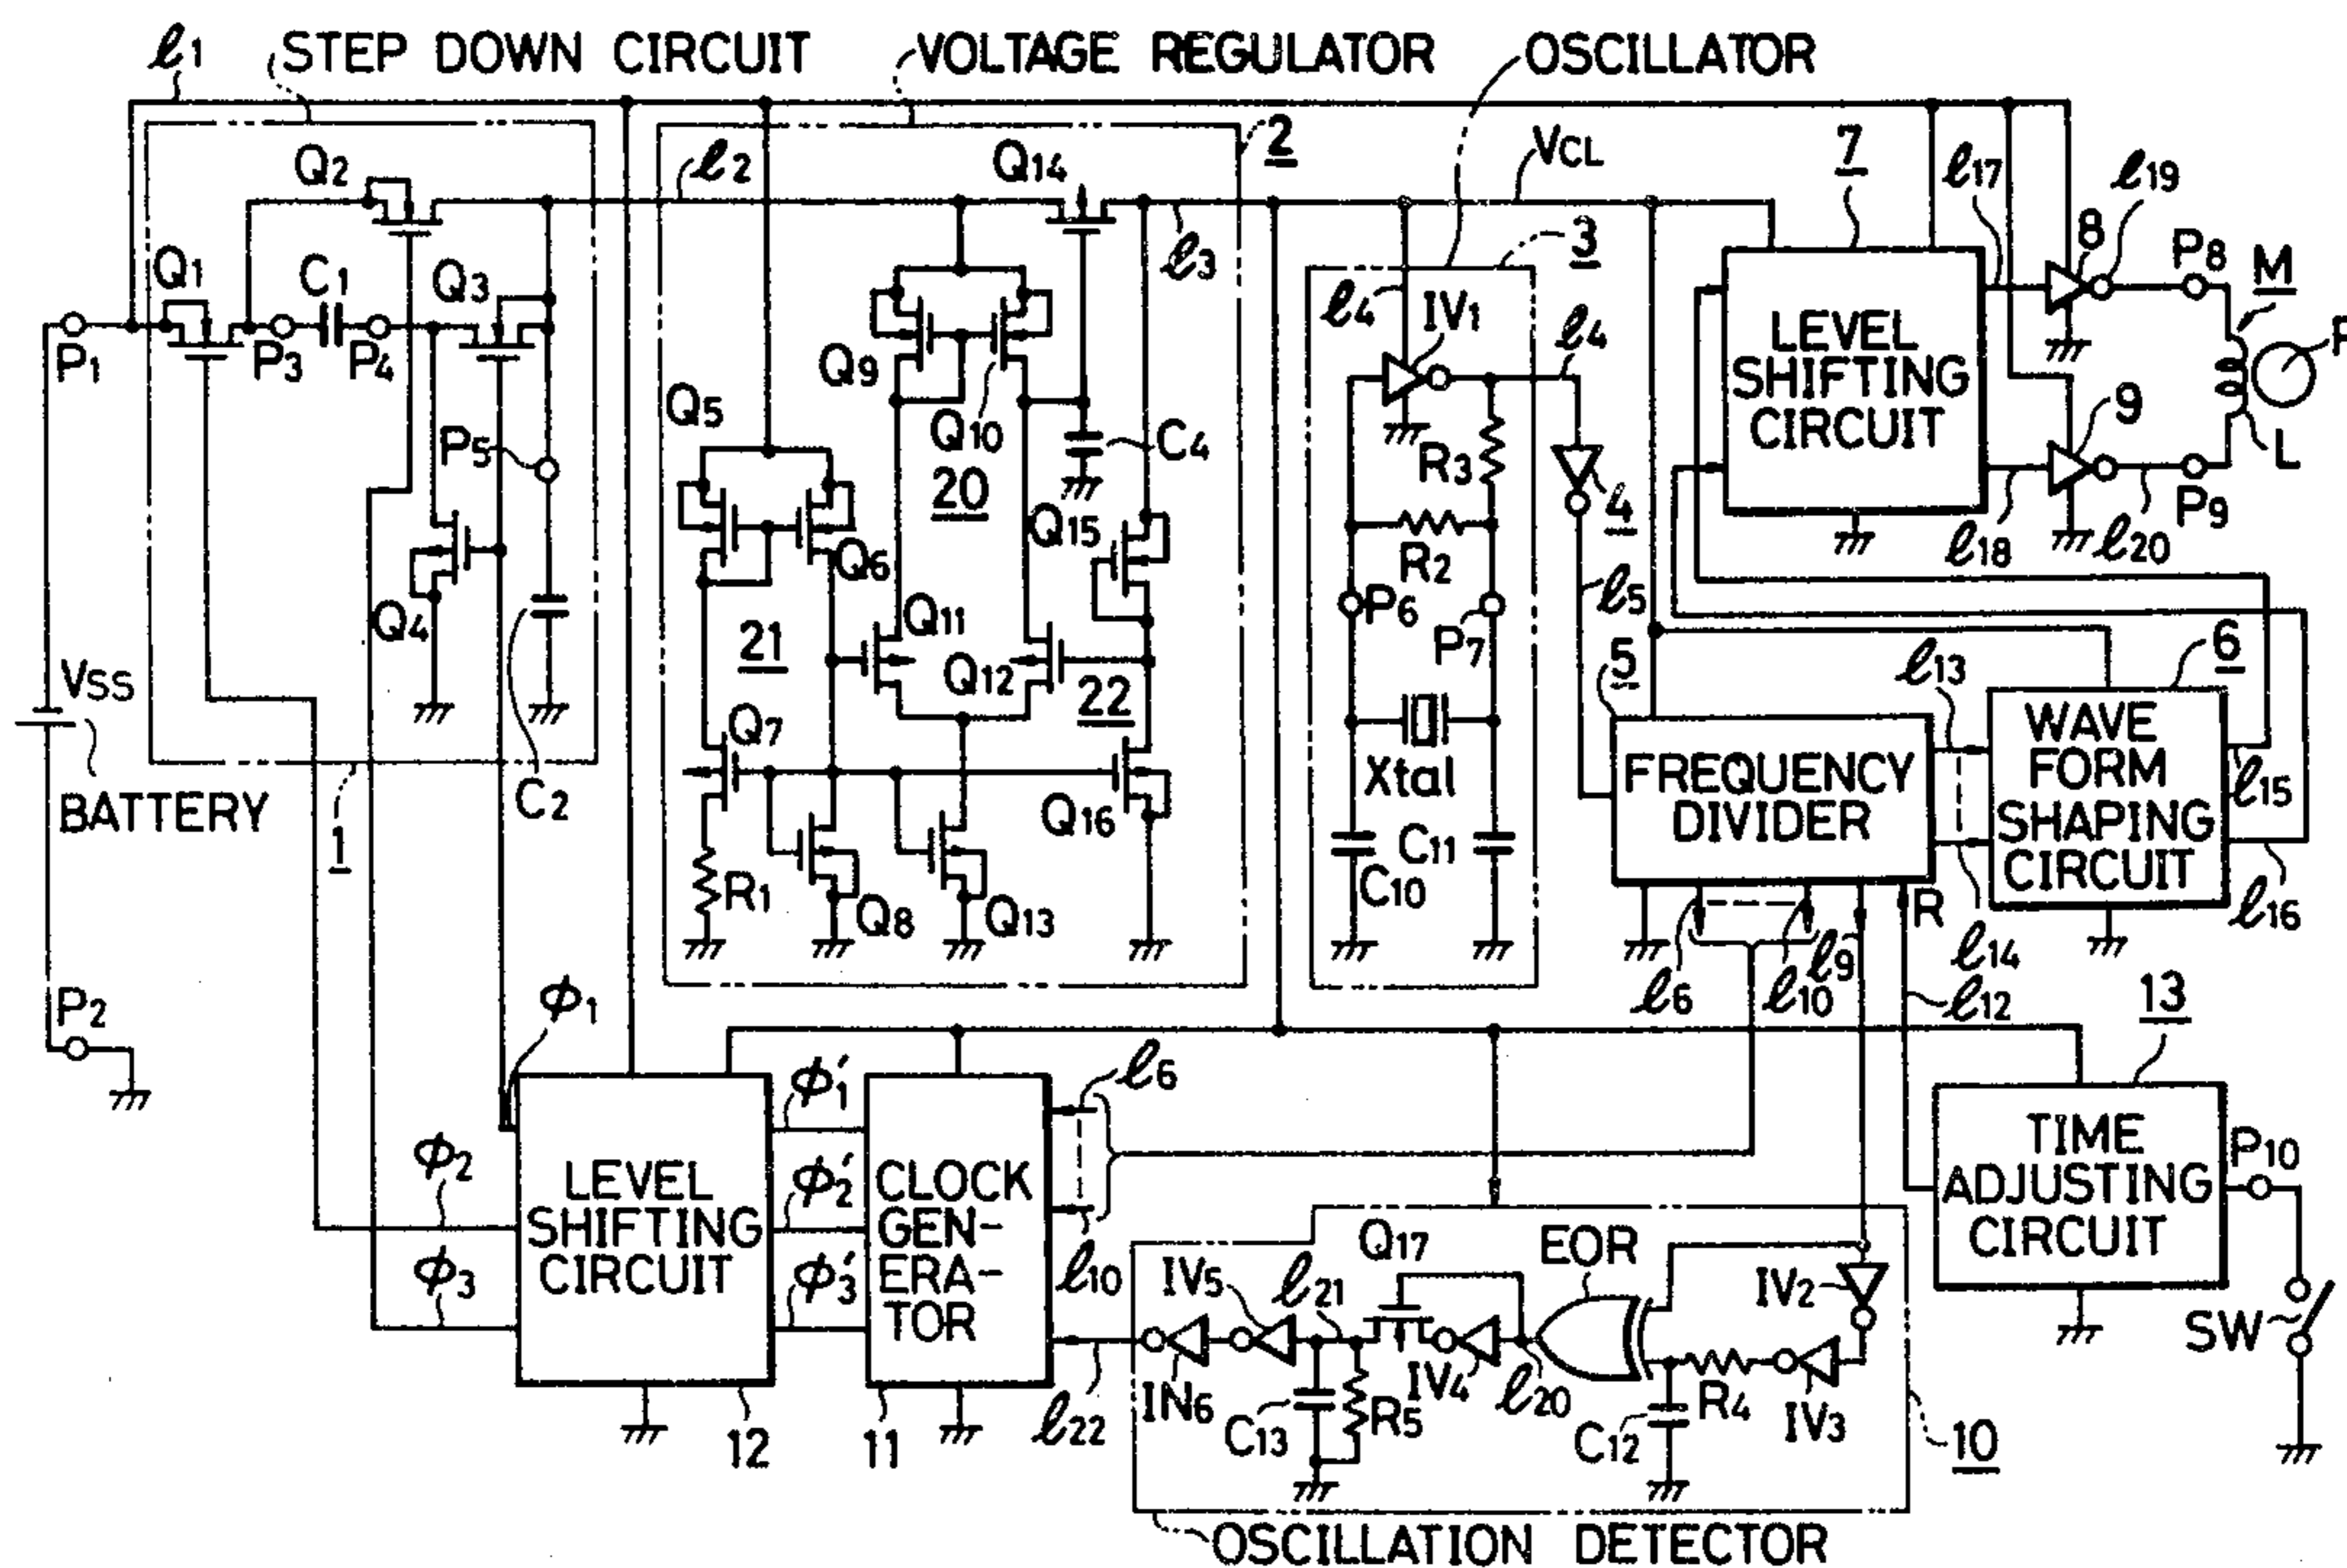 ℓ1 STEP DOWN CIRCUIT VOLTAGE REGULATOR OSCILLATOR
Q2 ℓ2 Q14 2 VCL 7 ℓ17 ℓ19
Q1 C1 Q3 ℓ3 3 8 P8 M
P1 P3 P4 Q9 ℓ4 IV1 ℓ4
LEVEL
SHIFTING
CIRCUIT
Q5 Q10 C4 R3 9 L
P5 20 4 P9
Q15 Q6 R2 ℓ18 ℓ20
Q4 Q11 P6 ℓ5
21 Q12 P7 5 ℓ13 6
VSS 22
Q7 Xtal
FREQUENCY
DIVIDER
WAVE
FORM
SHAPING
CIRCUIT
ℓ15
BATTERY 1 C2 Q16 C11
R1 Q8 Q13 C10 R ℓ16
ℓ6 ℓ10 ℓ9 ℓ14
P2 ϕ1 ℓ12 13
ϕ1' ℓ6
ϕ2 ϕ2'
ϕ3 ϕ3' ℓ10
LEVEL
SHIFTING
CIRCUIT
CLOCK
GEN-
ERA-
TOR
TIME
ADJUSTING
CIRCUIT
P10
Q17 EOR
IV5 ℓ21 IV2
SW
IN6 IV4 ℓ20 R4 IV3
12 11 ℓ22 C13 R5 C12 10
OSCILLATION DETECTOR